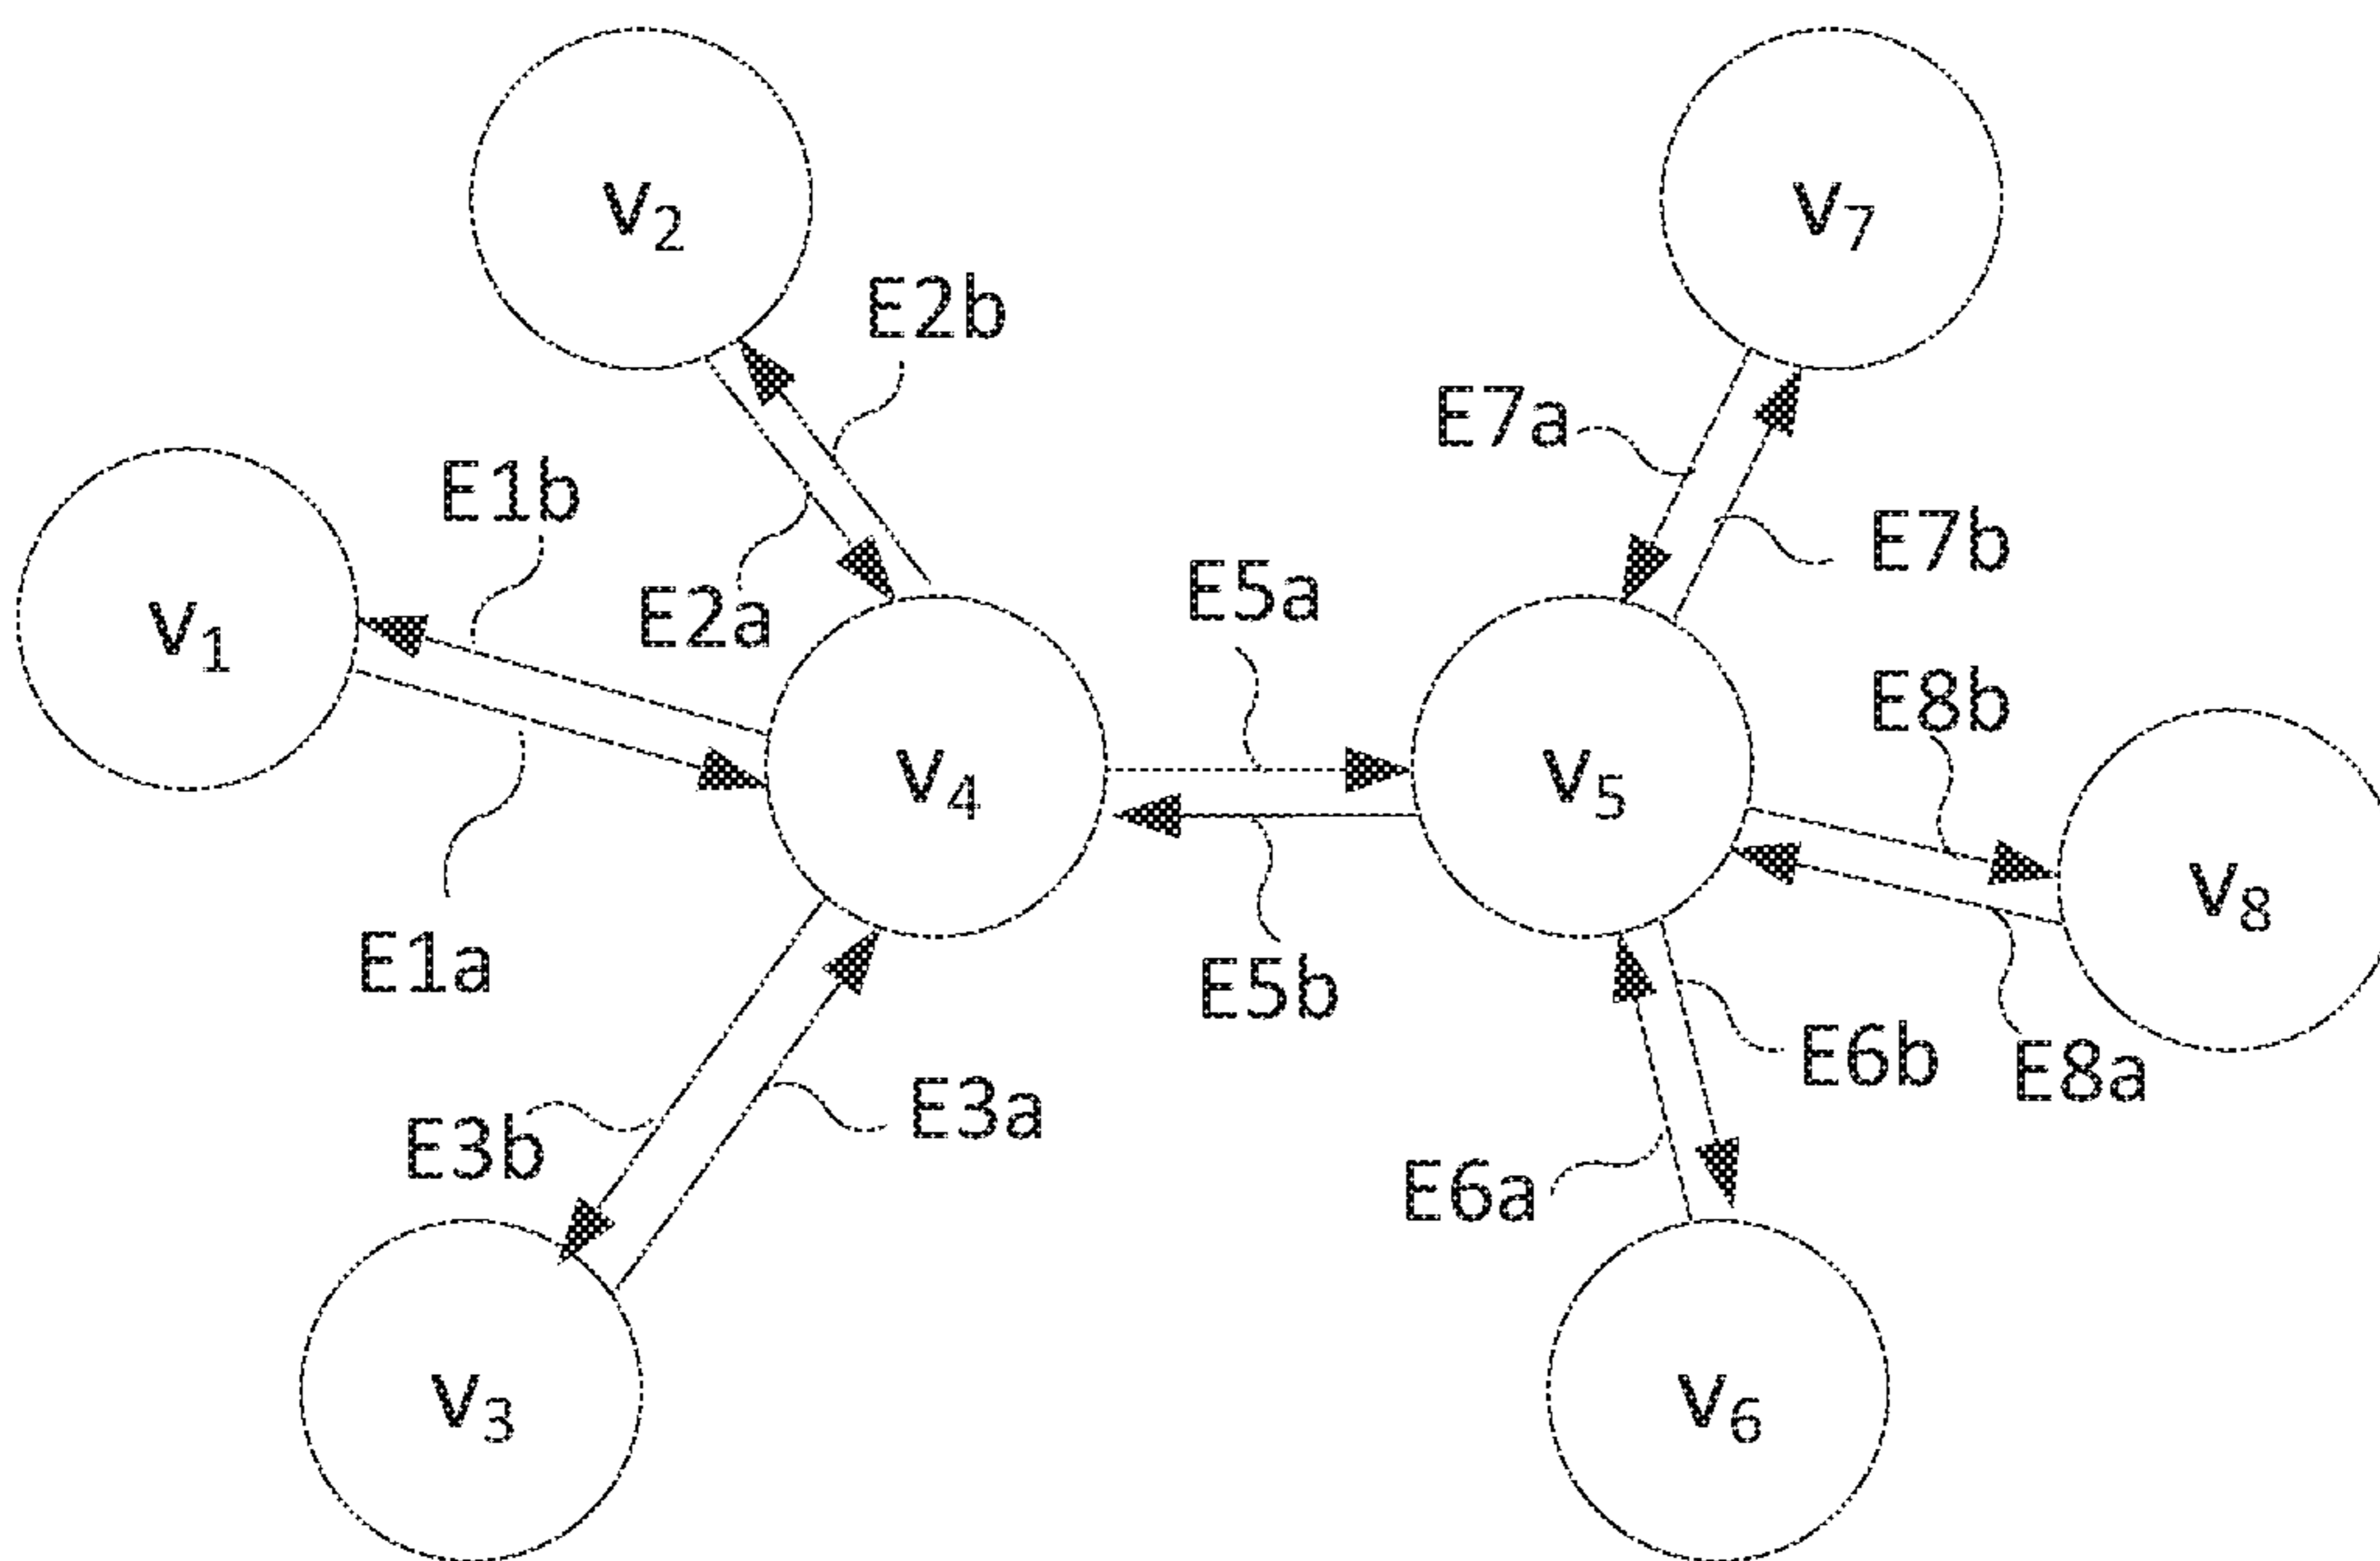 v₂
v₇
E2b
E7a
E1b
E7b
E5a
E2a
v₁
E8b
v₄
v₅
v₈
E1a
E5b
E6b
E8a
E3a
E3b
E6a
v₃
v₆